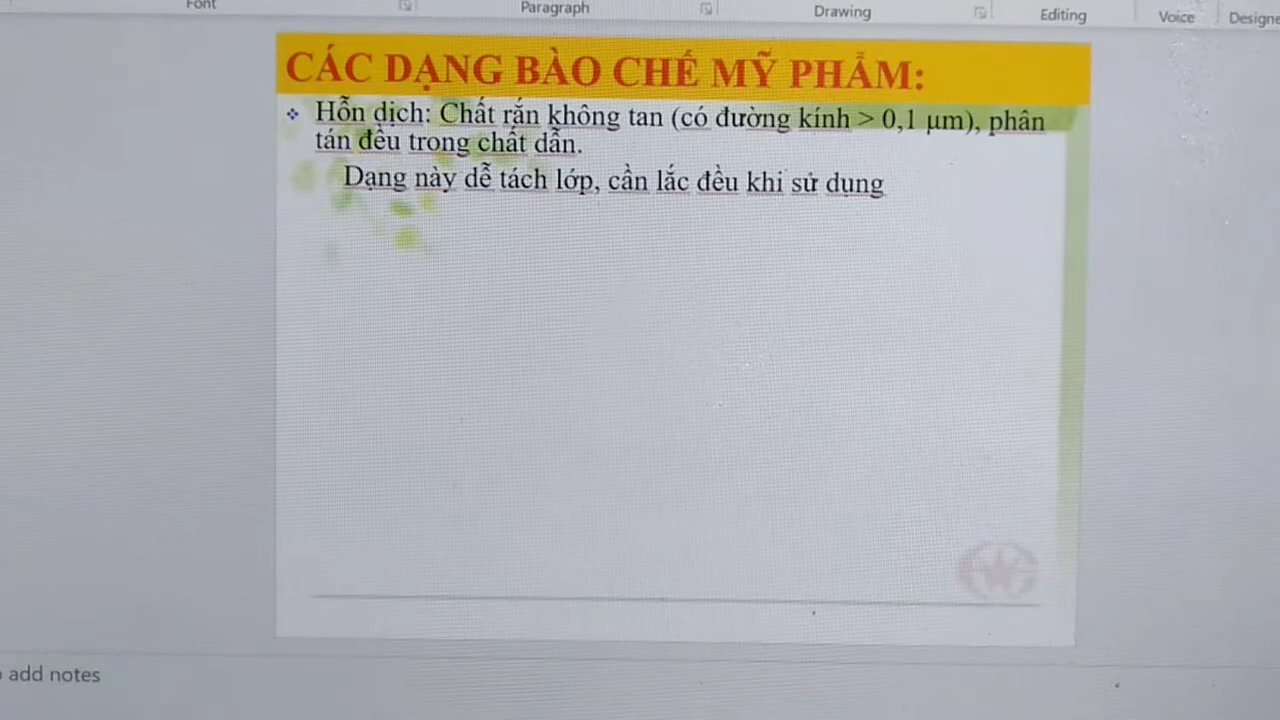 Font
Paragraph
Drawing
Editing
Voice
Designe
CÁC DẠNG BÀO CHẾ MỸ PHẨM:
❖ Hỗn dịch: Chất rắn không tan (có đường kính > 0,1 µm), phân
tán đều trong chất dẫn.
Dạng này dễ tách lớp, cần lắc đều khi sử dụng
add notes